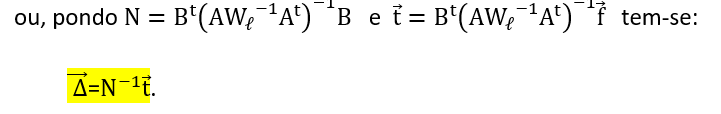 ou, pondo N = Bᵗ(AWℓ⁻¹Aᵗ)⁻¹B e t⃗ = Bᵗ(AWℓ⁻¹Aᵗ)⁻¹f⃗ tem-se:
Δ⃗=N⁻¹t⃗.